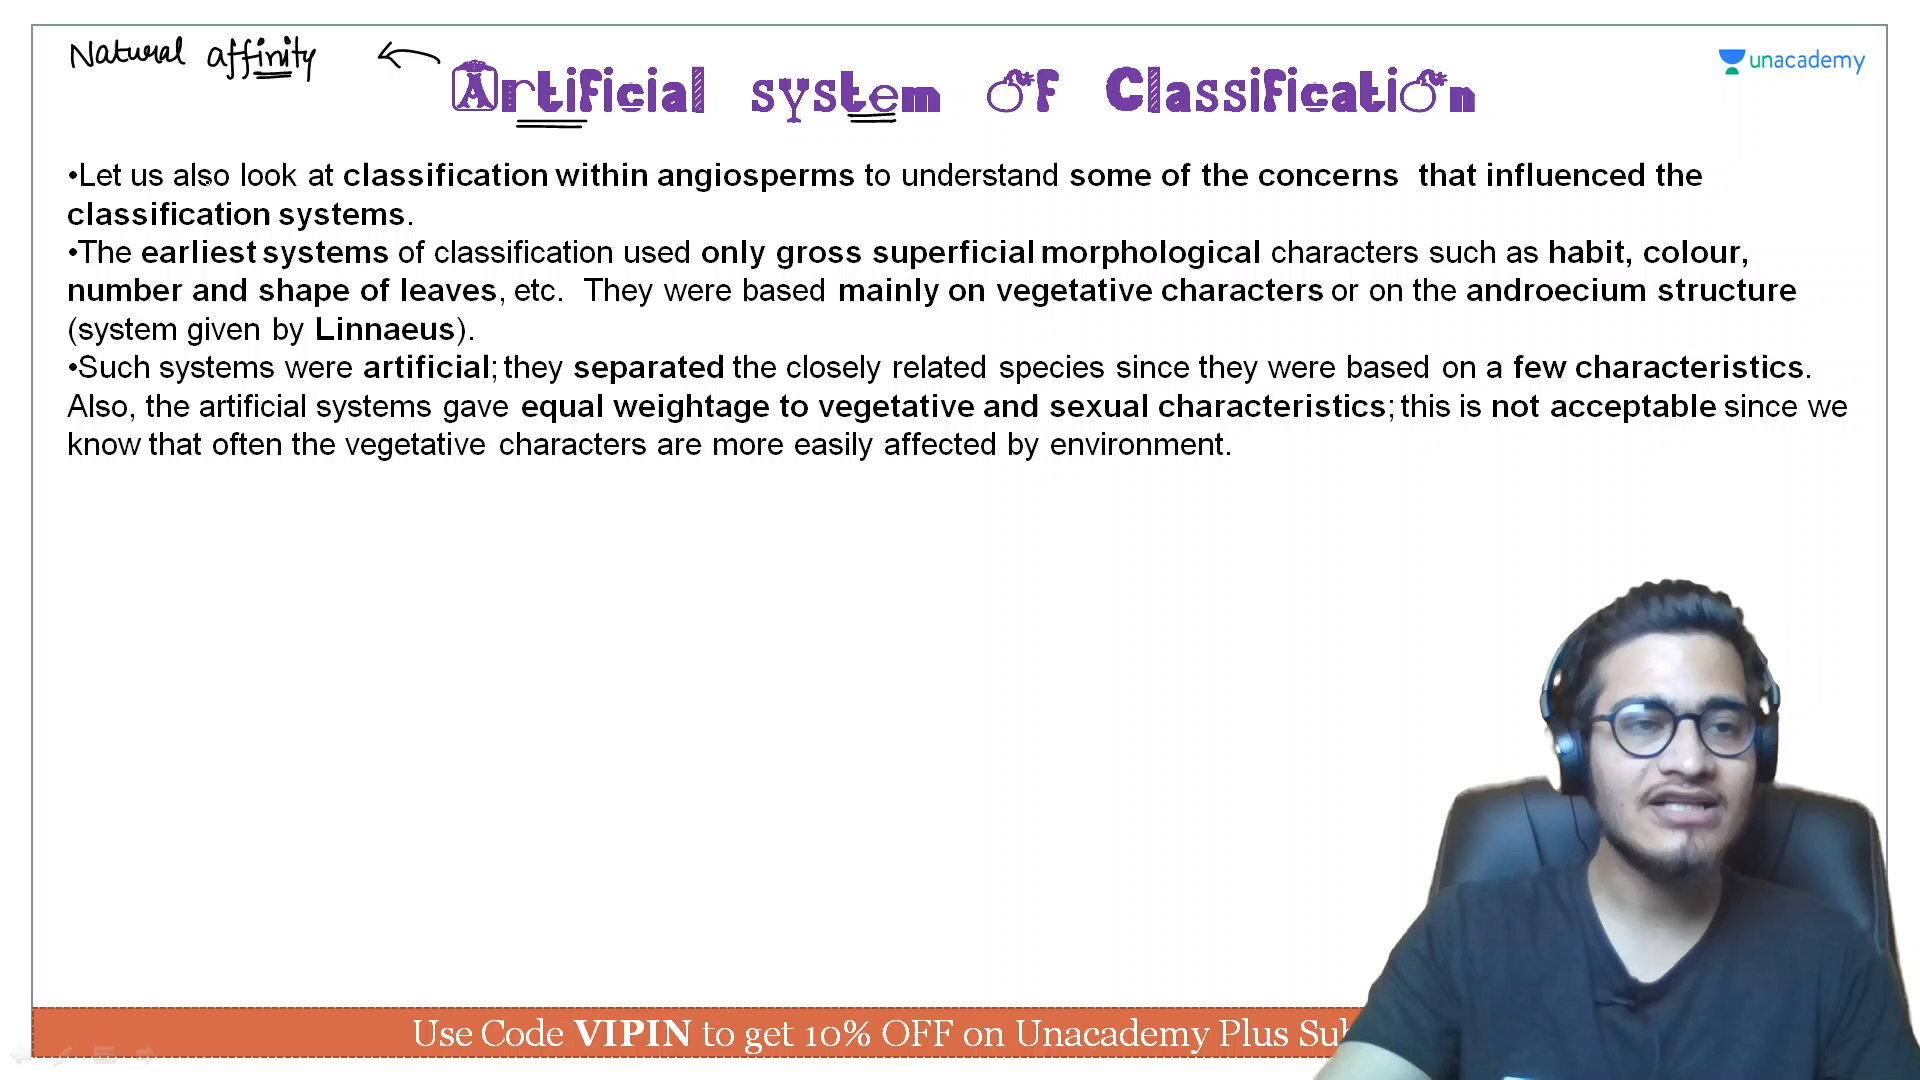 Natural affinity
Artificial system of Classification
unacademy
•Let us also look at classification within angiosperms to understand some of the concerns that influenced the
classification systems.
•The earliest systems of classification used only gross superficial morphological characters such as habit, colour,
number and shape of leaves, etc. They were based mainly on vegetative characters or on the androecium structure
(system given by Linnaeus).
•Such systems were artificial; they separated the closely related species since they were based on a few characteristics.
Also, the artificial systems gave equal weightage to vegetative and sexual characteristics; this is not acceptable since we
know that often the vegetative characters are more easily affected by environment.
Use Code VIPIN to get 10% OFF on Unacademy Plus